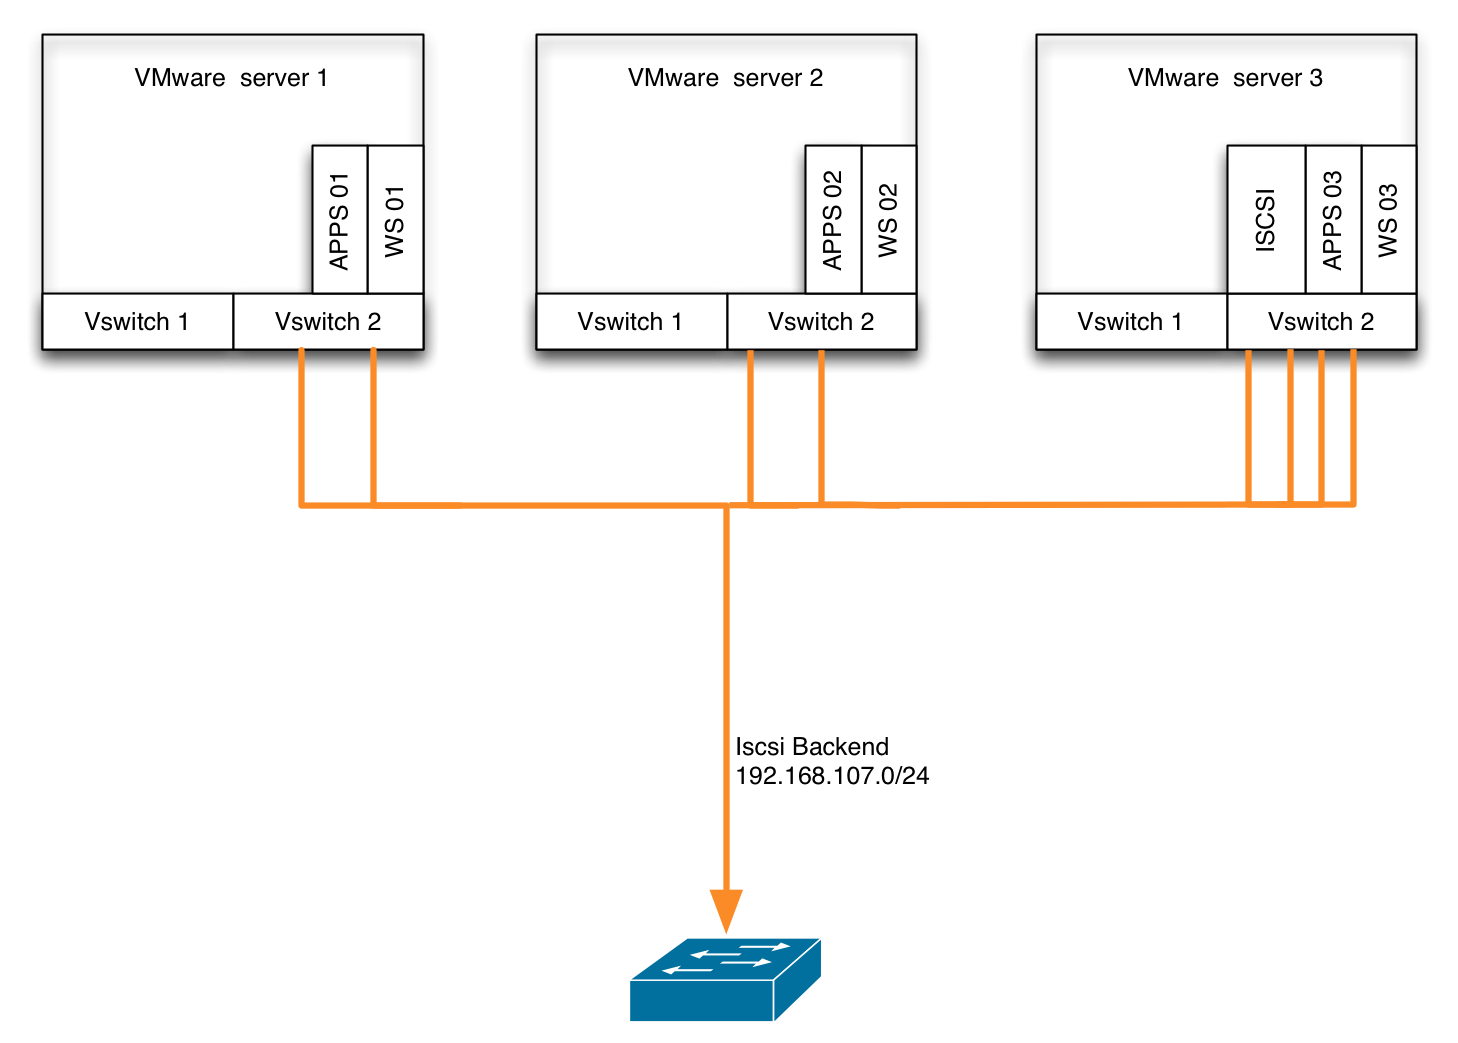 VMware server 1
VMware server 2
VMware server 3
APPS 01
WS 01
APPS 02
WS 02
ISCSI
APPS 03
WS 03
Vswitch 1
Vswitch 2
Vswitch 1
Vswitch 2
Vswitch 1
Vswitch 2
Iscsi Backend
192.168.107.0/24